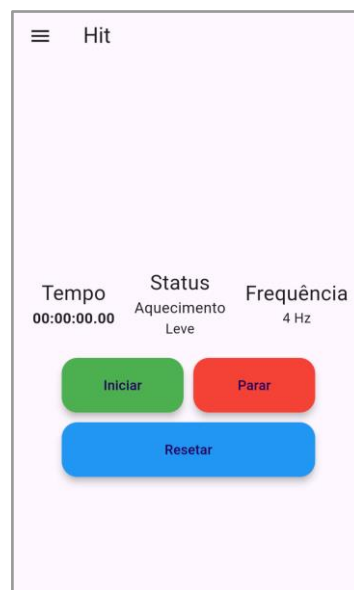 Hit
Tempo
00:00:00.00
Status
Aquecimento
Leve
Frequência
4 Hz
Iniciar
Parar
Resetar